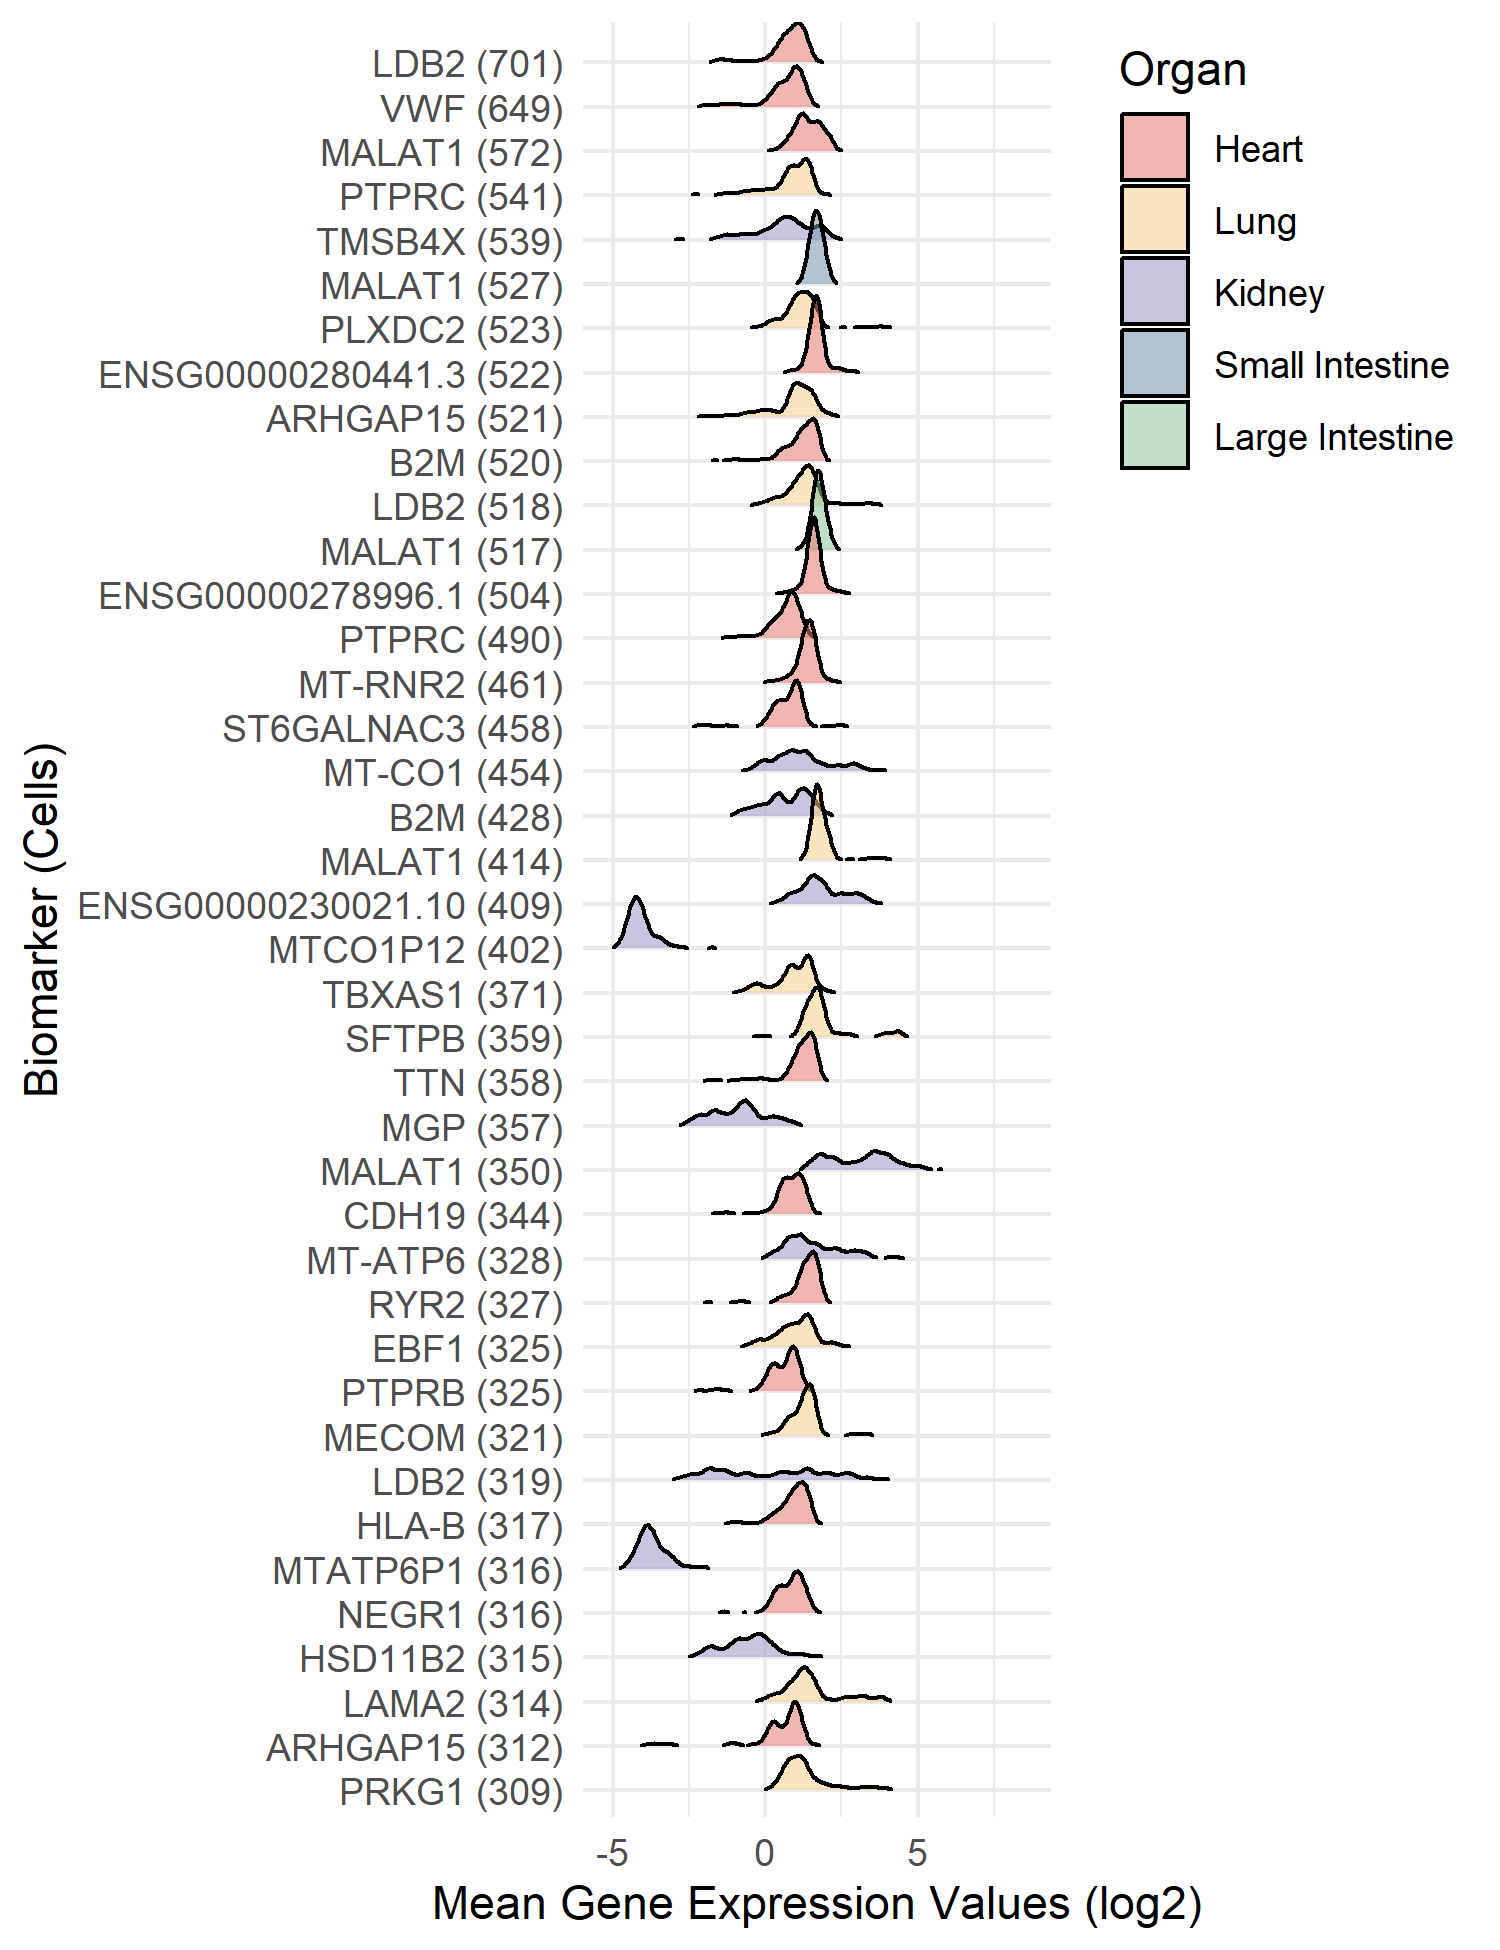 LDB2 (701)
VWF (649)
MALAT1 (572)
PTPRC (541)
TMSB4X (539)
MALAT1 (527)
PLXDC2 (523)
ENSG00000280441.3 (522)
ARHGAP15 (521)
B2M (520)
LDB2 (518)
MALAT1 (517)
ENSG00000278996.1 (504)
PTPRC (490)
MT-RNR2 (461)
ST6GALNAC3 (458)
MT-CO1 (454)
B2M (428)
MALAT1 (414)
ENSG00000230021.10 (409)
MTCO1P12 (402)
TBXAS1 (371)
SFTPB (359)
TTN (358)
MGP (357)
MALAT1 (350)
CDH19 (344)
MT-ATP6 (328)
RYR2 (327)
EBF1 (325)
PTPRB (325)
MECOM (321)
LDB2 (319)
HLA-B (317)
MTATP6P1 (316)
NEGR1 (316)
HSD11B2 (315)
LAMA2 (314)
ARHGAP15 (312)
PRKG1 (309)
Biomarker (Cells)
-5 0 5
Mean Gene Expression Values (log2)
Organ
Heart
Lung
Kidney
Small Intestine
Large Intestine